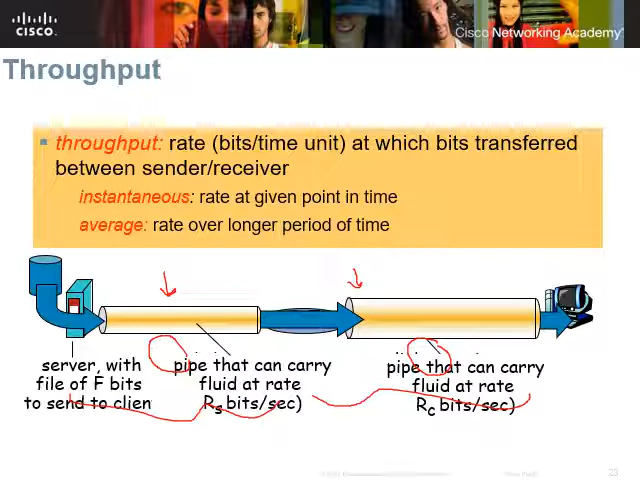 CISCO
Cisco Networking Academy
Throughput
throughput: rate (bits/time unit) at which bits transferred
between sender/receiver
instantaneous: rate at given point in time
average: rate over longer period of time
server, with
file of F bits
to send to client
pipe that can carry
fluid at rate
Rs bits/sec)
pipe that can carry
fluid at rate
Rc bits/sec)
23